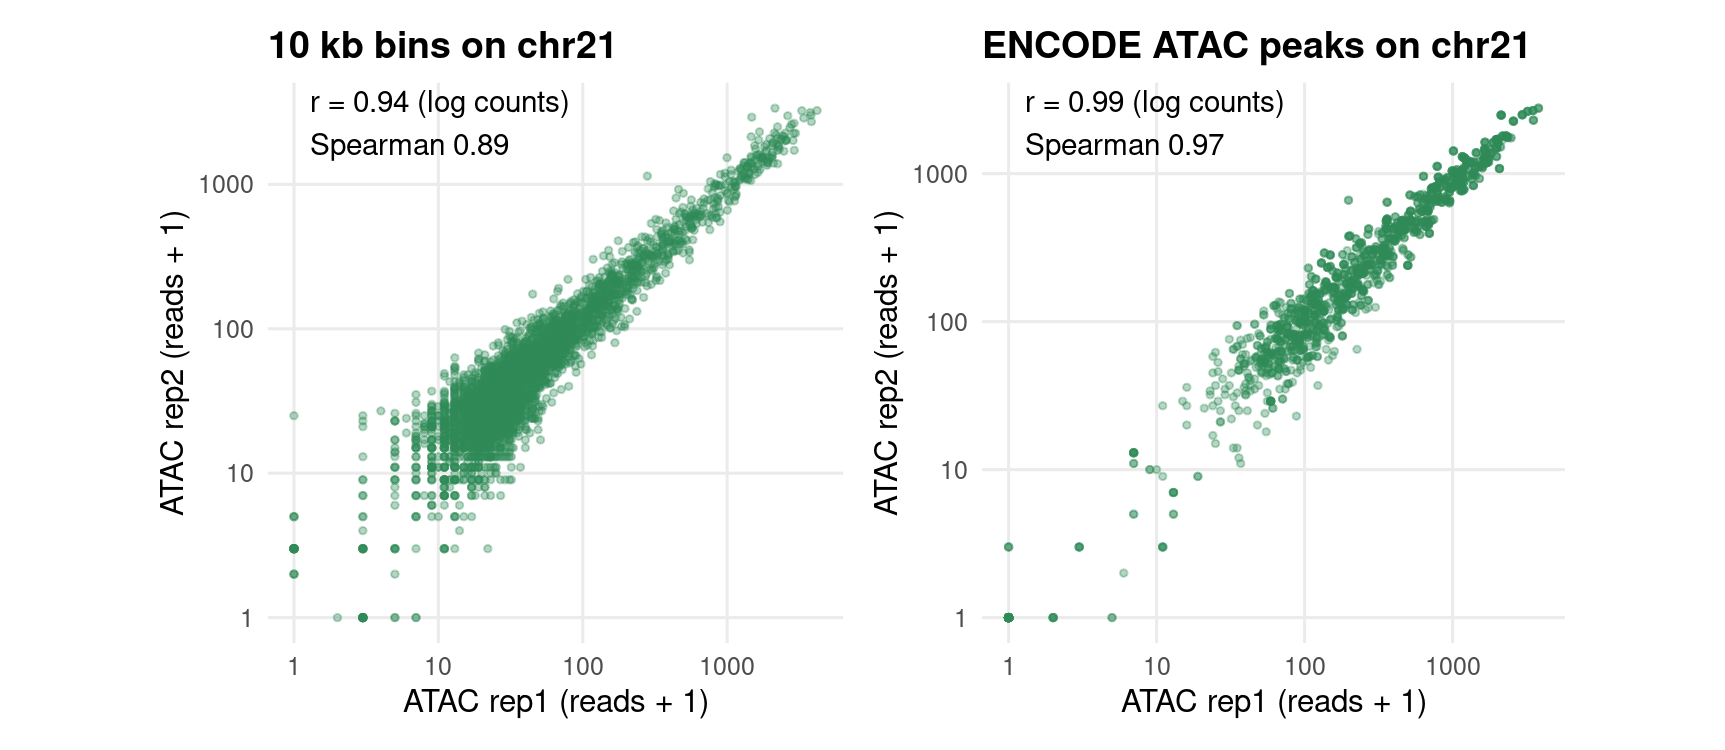 10 kb bins on chr21
r = 0.94 (log counts)
Spearman 0.89
ATAC rep2 (reads + 1)
1000
100
10
1
1 10 100 1000
ATAC rep1 (reads + 1)
ENCODE ATAC peaks on chr21
r = 0.99 (log counts)
Spearman 0.97
ATAC rep2 (reads + 1)
1000
100
10
1
1 10 100 1000
ATAC rep1 (reads + 1)